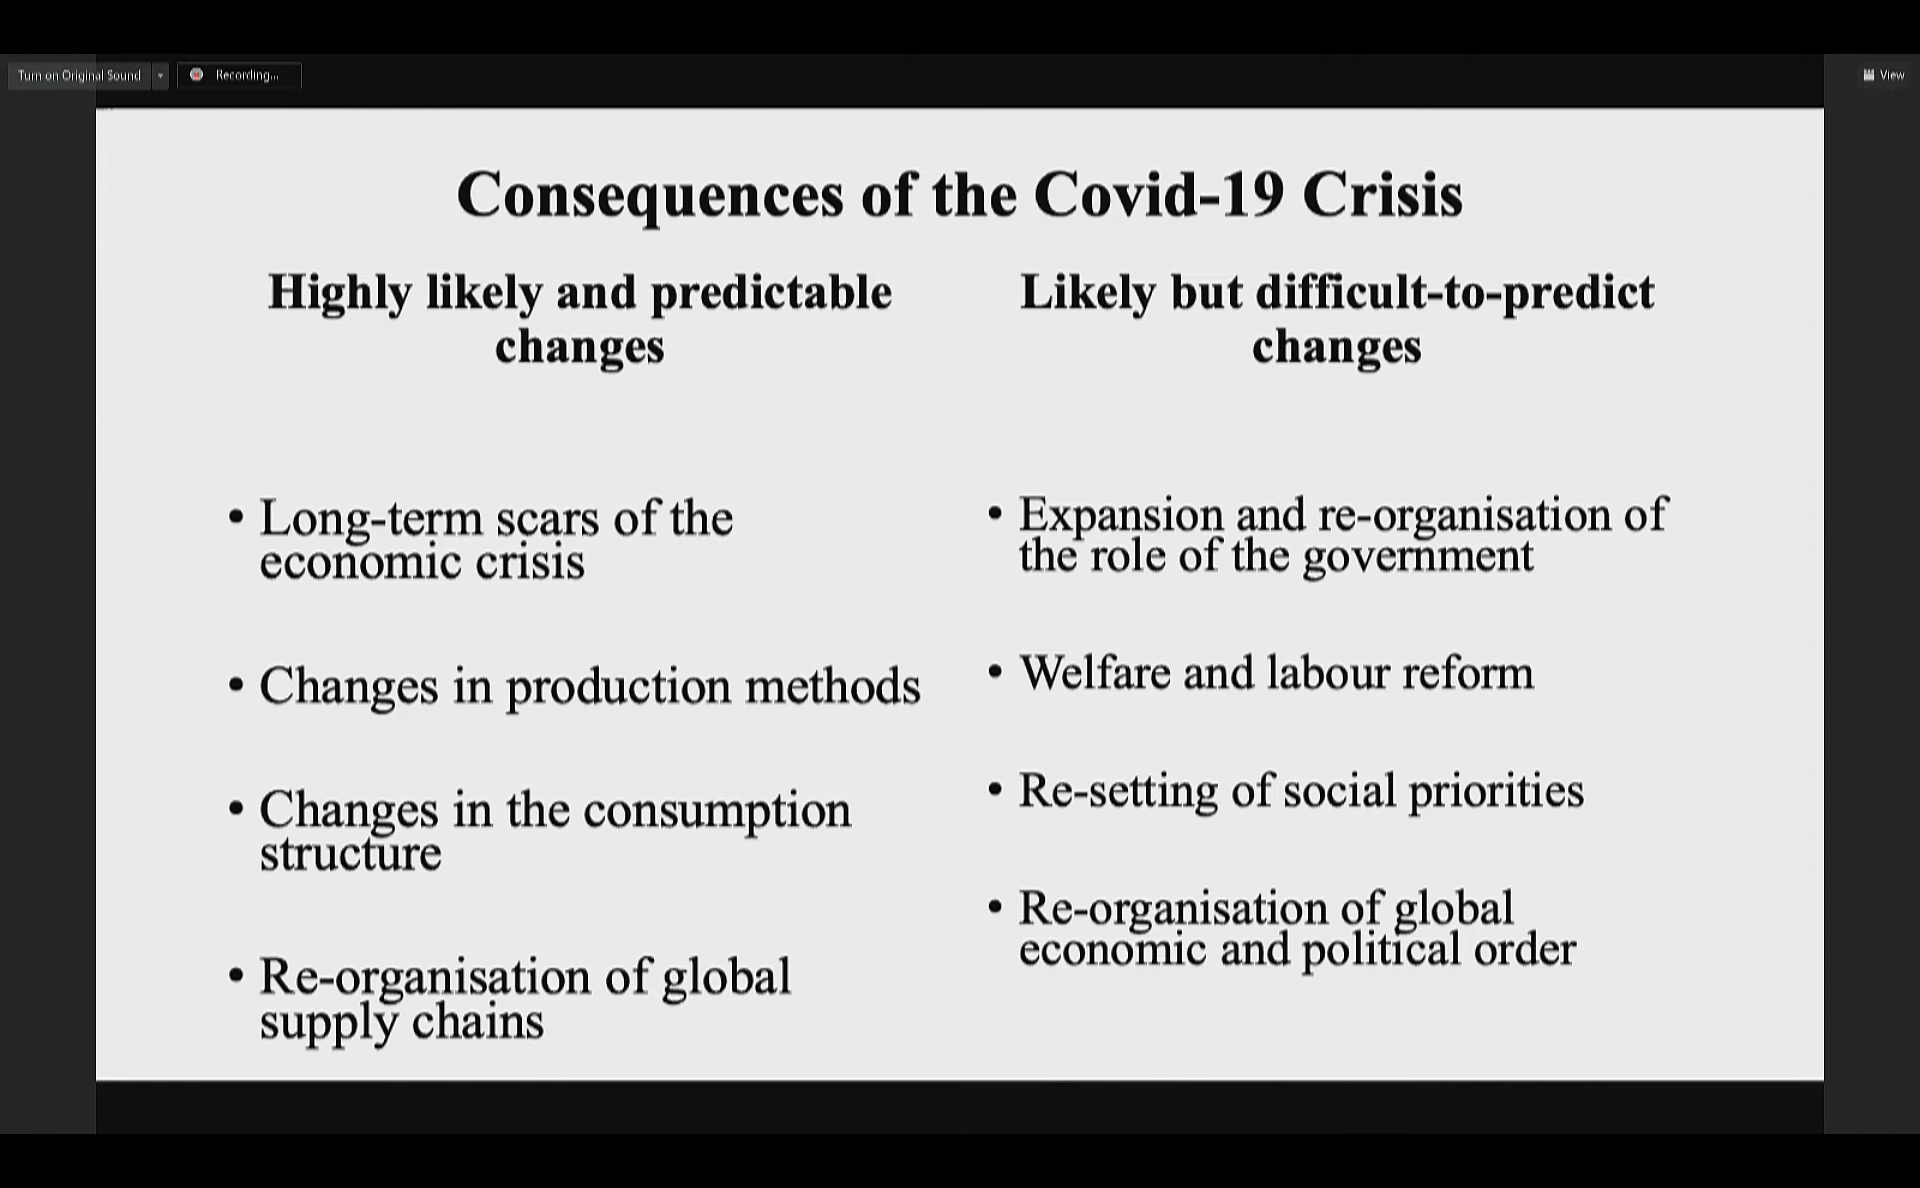 Turn on Original Sound
Recording...
View
Consequences of the Covid-19 Crisis
Highly likely and predictable
changes
• Long-term scars of the
economic crisis
• Changes in production methods
• Changes in the consumption
structure
• Re-organisation of global
supply chains
Likely but difficult-to-predict
changes
• Expansion and re-organisation of
the role of the government
• Welfare and labour reform
• Re-setting of social priorities
• Re-organisation of global
economic and political order